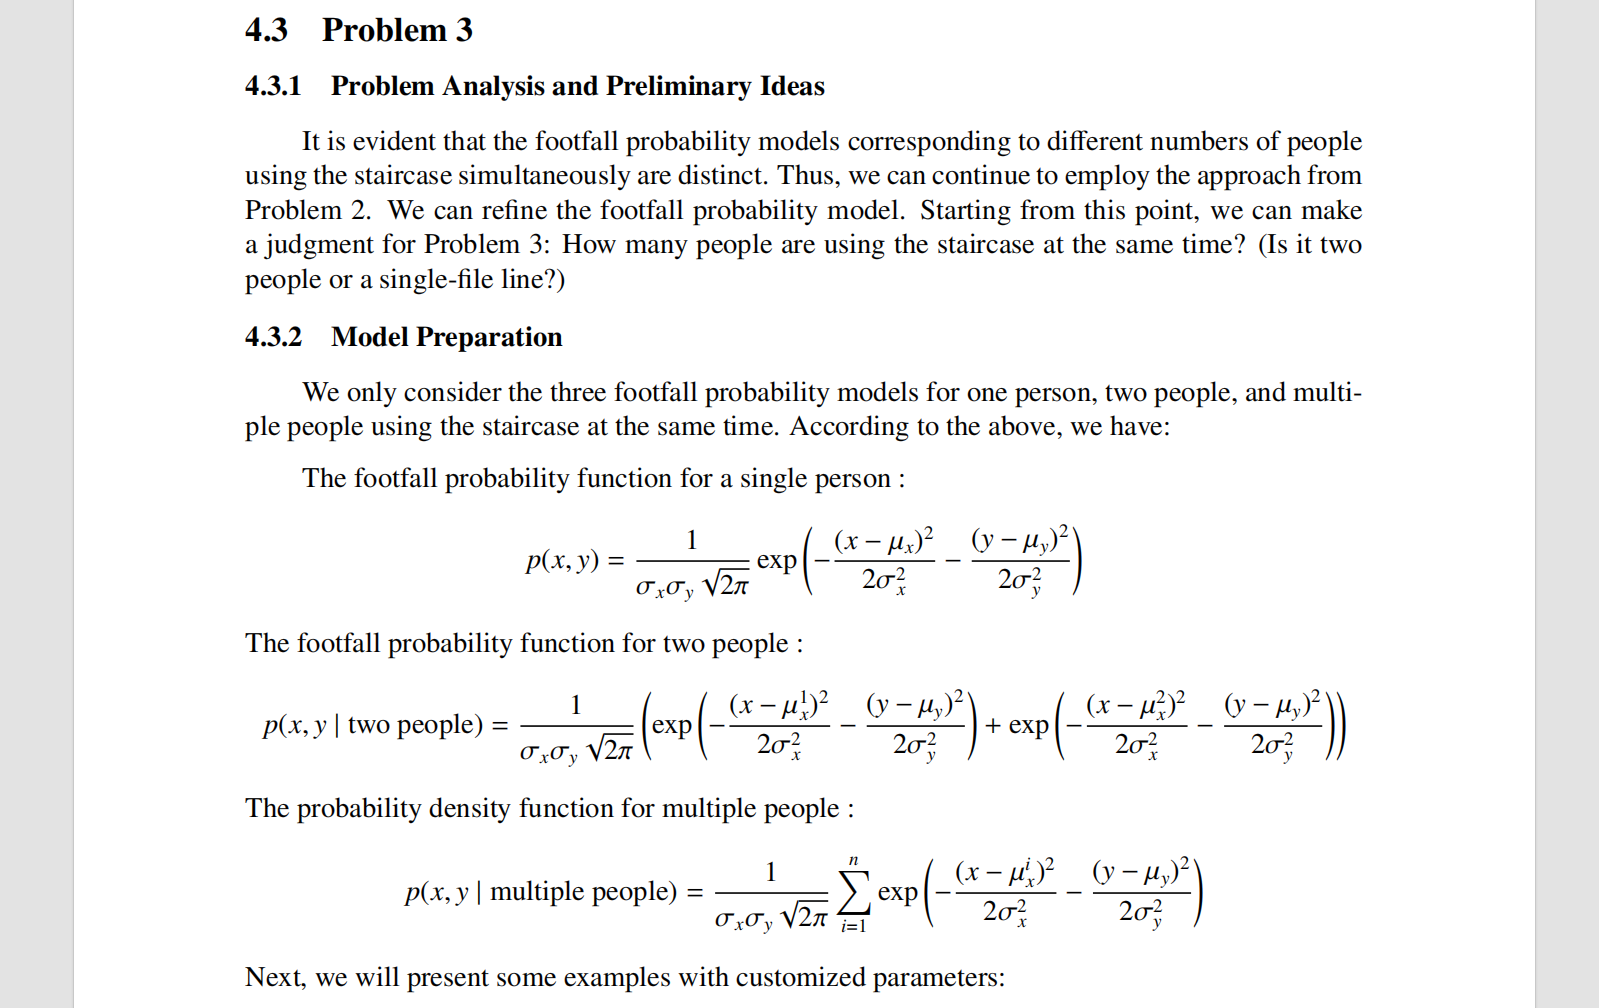 4.3 Problem 3
4.3.1 Problem Analysis and Preliminary Ideas
It is evident that the footfall probability models corresponding to different numbers of people
using the staircase simultaneously are distinct. Thus, we can continue to employ the approach from
Problem 2. We can refine the footfall probability model. Starting from this point, we can make
a judgment for Problem 3: How many people are using the staircase at the same time? (Is it two
people or a single-file line?)
4.3.2 Model Preparation
We only consider the three footfall probability models for one person, two people, and multi-
ple people using the staircase at the same time. According to the above, we have:
The footfall probability function for a single person :
p(x, y) = \frac{1}{\sigma_x \sigma_y \sqrt{2\pi}} \exp\left(-\frac{(x - \mu_x)^2}{2\sigma_x^2} - \frac{(y - \mu_y)^2}{2\sigma_y^2}\right)
The footfall probability function for two people :
p(x, y | two people) = \frac{1}{\sigma_x \sigma_y \sqrt{2\pi}} \left(\exp\left(-\frac{(x - \mu_x^1)^2}{2\sigma_x^2} - \frac{(y - \mu_y)^2}{2\sigma_y^2}\right) + \exp\left(-\frac{(x - \mu_x^2)^2}{2\sigma_x^2} - \frac{(y - \mu_y)^2}{2\sigma_y^2}\right)\right)
The probability density function for multiple people :
p(x, y | multiple people) = \frac{1}{\sigma_x \sigma_y \sqrt{2\pi}} \sum_{i=1}^{n} \exp\left(-\frac{(x - \mu_x^i)^2}{2\sigma_x^2} - \frac{(y - \mu_y)^2}{2\sigma_y^2}\right)
Next, we will present some examples with customized parameters: